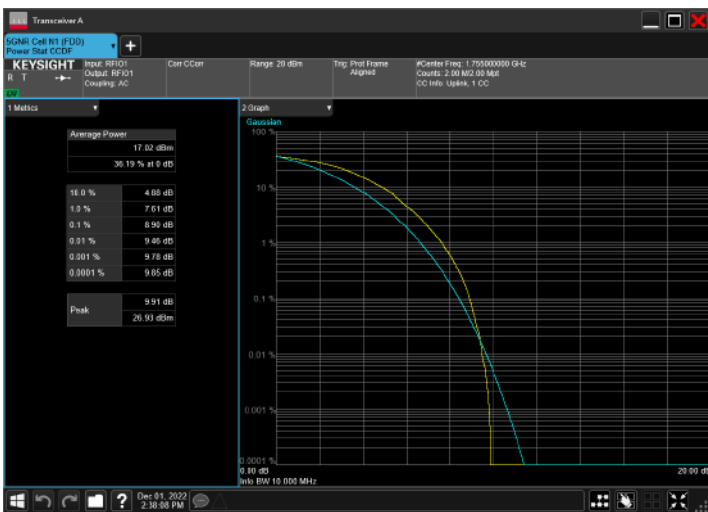 Transceiver A
5GNR Cell N1 (FDD)
Power Stat CCDF
KEYSIGHT
R T
Input: RFIO1
Output: RFIO1
Coupling: AC
Corr CCorr
Range: 20 dBm
Trig: Prot Frame
Aligned
#Center Freq: 1.755000000 GHz
Counts: 2.00 M/2.00 Mpt
CC Info: Uplink, 1 CC
1 Metrics
Average Power
17.02 dBm
36.19 % at 0 dB
10.0 % 4.88 dB
1.0 % 7.61 dB
0.1 % 8.90 dB
0.01 % 9.46 dB
0.001 % 9.78 dB
0.0001 % 9.85 dB
Peak
9.91 dB
26.93 dBm
2 Graph
Gaussian
100 %
10 %
1 %
0.1 %
0.01 %
0.001 %
0.0001 %
0.00 dB
20.00 dB
Info BW 10.000 MHz
?
Dec 01, 2022
2:38:08 PM